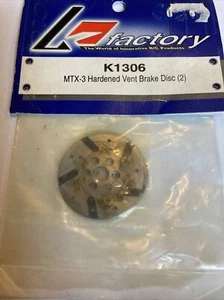 K factory
The World of Innovative R/C Products
K1306
MTX-3 Hardened Vent Brake Disc (2)